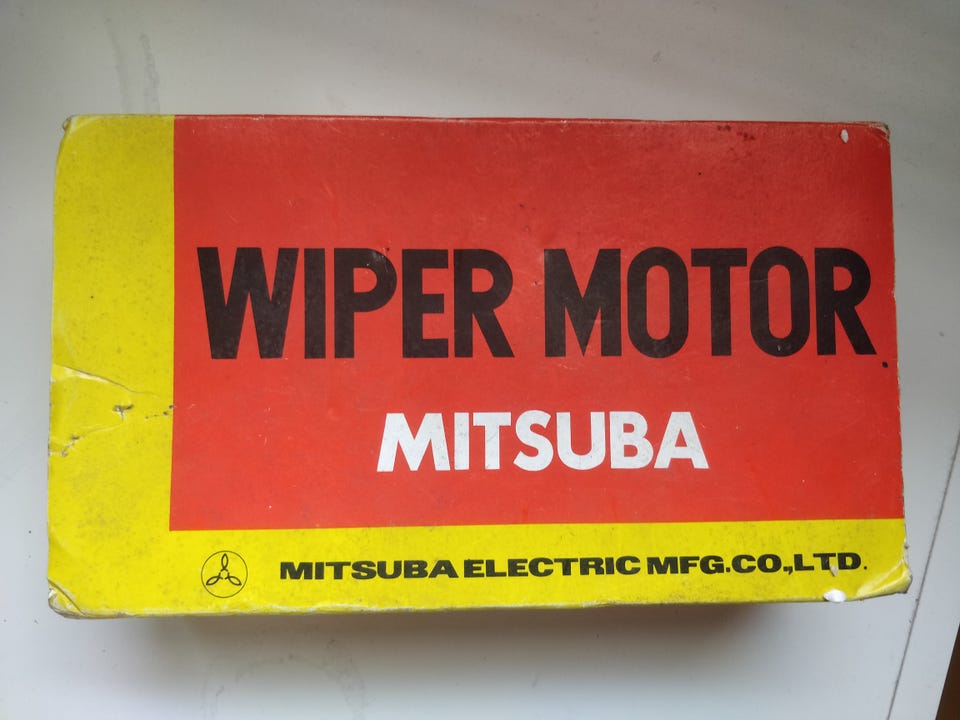 WIPER MOTOR
MITSUBA
MITSUBA ELECTRIC MFG.CO.,LTD.